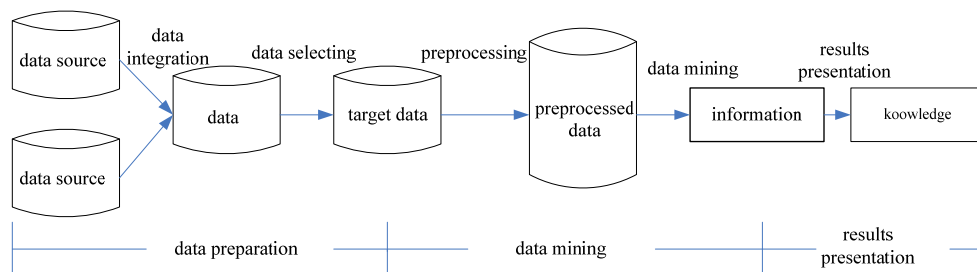 data source
data
integration
data source
data selecting
data
preprocessing
target data
preprocessed
data
data mining
information
results
presentation
koowledge
data preparation
data mining
results
presentation